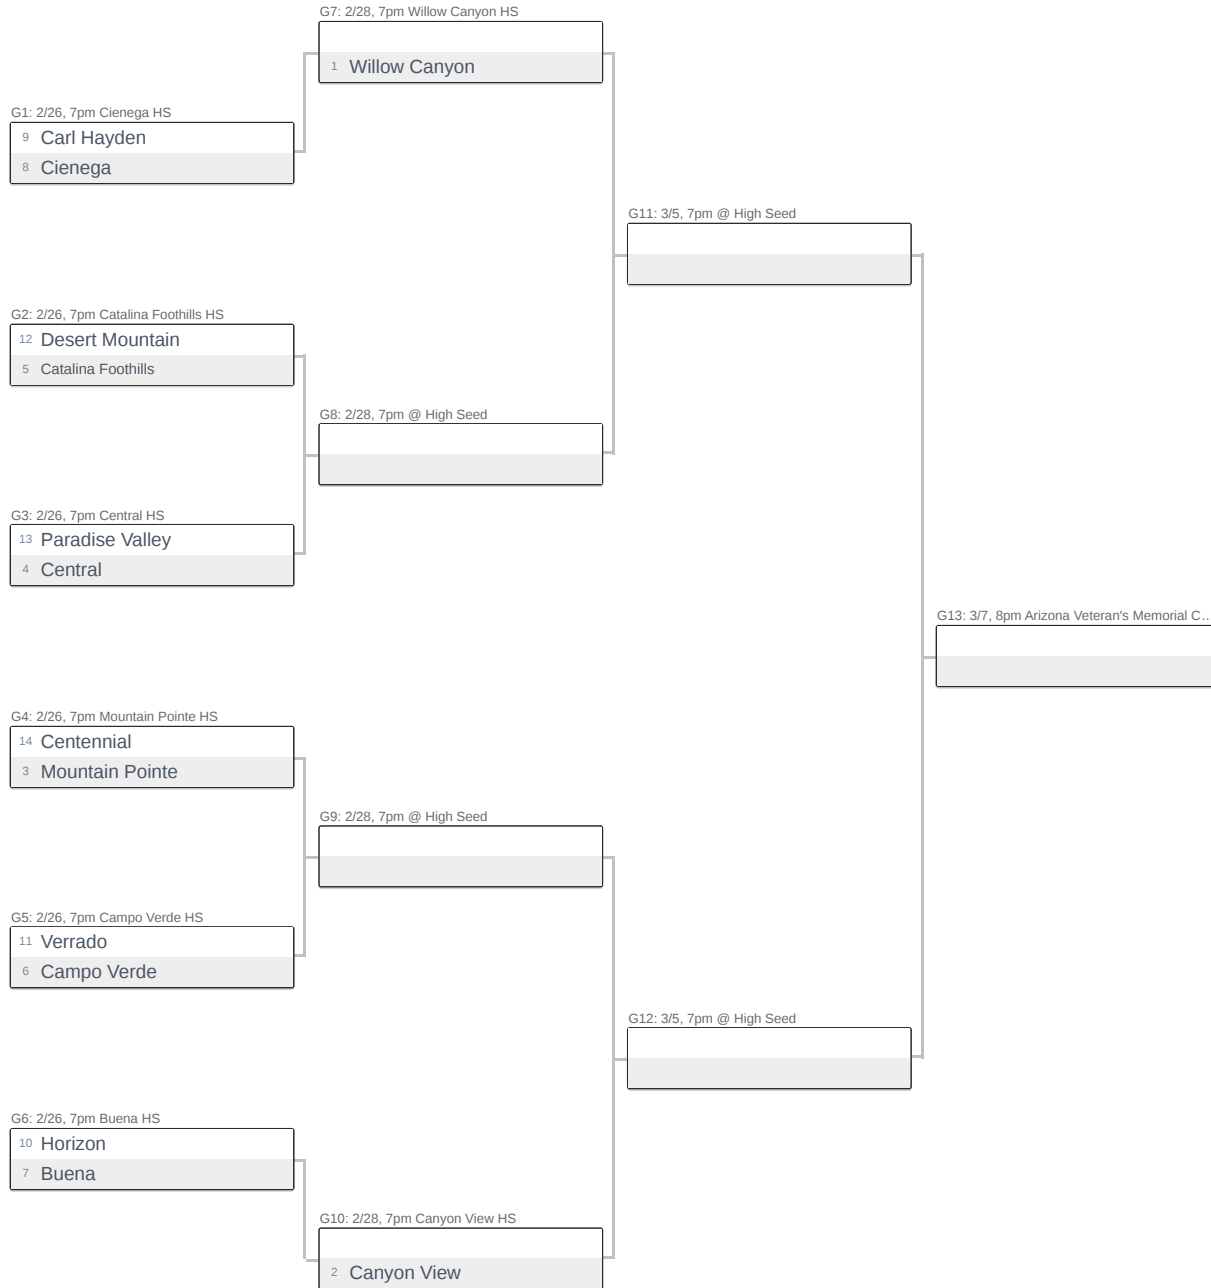 G7: 2/28, 7pm Willow Canyon HS
1 Willow Canyon
G1: 2/26, 7pm Cienega HS
9 Carl Hayden
8 Cienega
G11: 3/5, 7pm @ High Seed
G2: 2/26, 7pm Catalina Foothills HS
12 Desert Mountain
5 Catalina Foothills
G8: 2/28, 7pm @ High Seed
G3: 2/26, 7pm Central HS
13 Paradise Valley
4 Central
G13: 3/7, 8pm Arizona Veteran's Memorial C...
G4: 2/26, 7pm Mountain Pointe HS
14 Centennial
3 Mountain Pointe
G9: 2/28, 7pm @ High Seed
G5: 2/26, 7pm Campo Verde HS
11 Verrado
6 Campo Verde
G12: 3/5, 7pm @ High Seed
G6: 2/26, 7pm Buena HS
10 Horizon
7 Buena
G10: 2/28, 7pm Canyon View HS
2 Canyon View